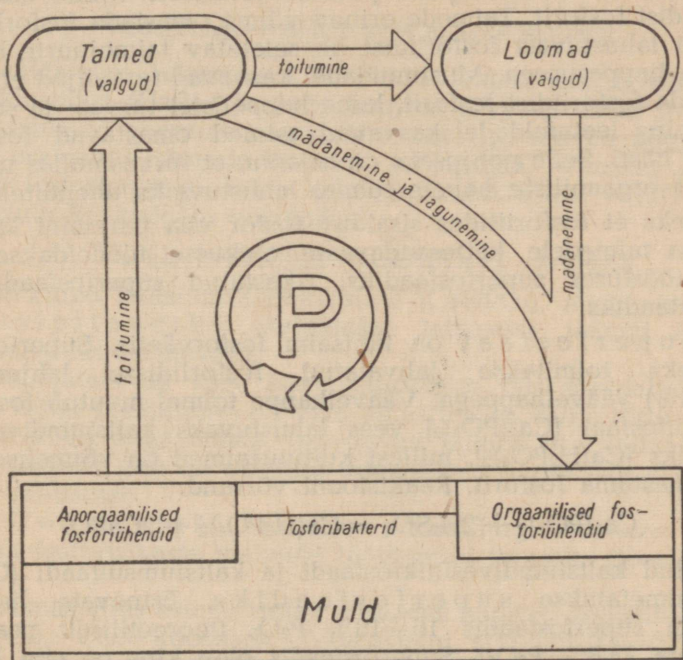 Taimed
(valgud)
toitumine
Loomad
(valgud)
mädanemine ja lagunemine
mädanemine
toitumine
P
Anorgaanilised
fosforiühendid
Fosforibakterid
Orgaanilised fos-
foriühendid
Muld